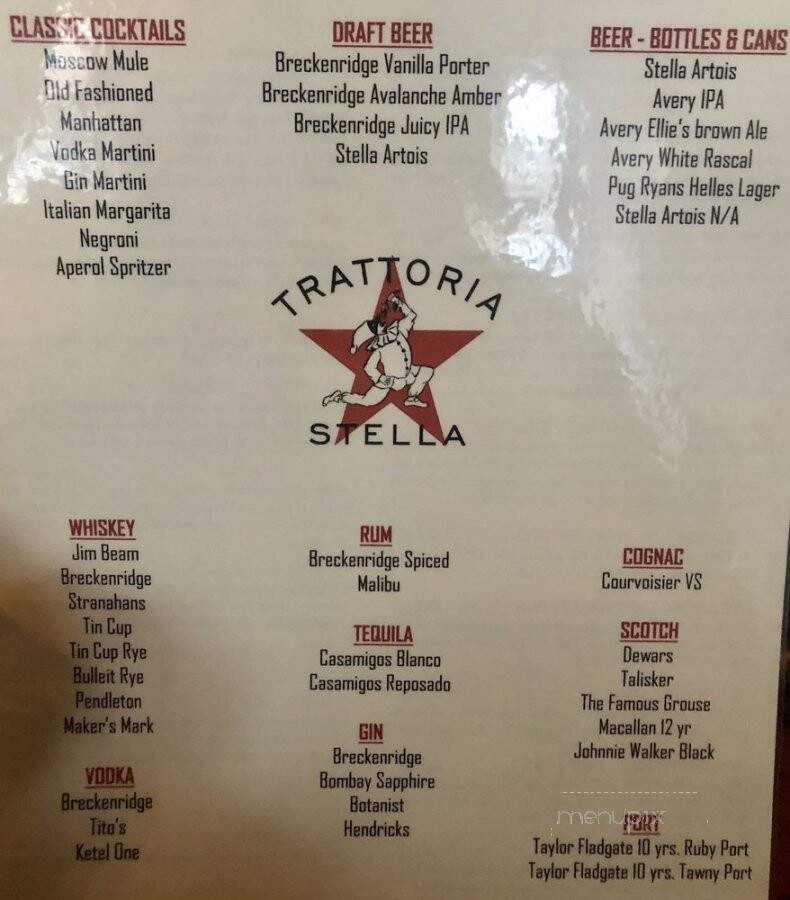 CLASSIC COCKTAILS
Moscow Mule
Old Fashioned
Manhattan
Vodka Martini
Gin Martini
Italian Margarita
Negroni
Aperol Spritzer
DRAFT BEER
Breckenridge Vanilla Porter
Breckenridge Avalanche Amber
Breckenridge Juicy IPA
Stella Artois
BEER - BOTTLES & CANS
Stella Artois
Avery IPA
Avery Ellie's brown Ale
Avery White Rascal
Pug Ryans Helles Lager
Stella Artois N/A
TRATTORIA
STELLA
WHISKEY
Jim Beam
Breckenridge
Stranahans
Tin Cup
Tin Cup Rye
Bulleit Rye
Pendleton
Maker's Mark
VODKA
Breckenridge
Tito's
Ketel One
RUM
Breckenridge Spiced
Malibu
TEQUILA
Casamigos Blanco
Casamigos Reposado
GIN
Breckenridge
Bombay Sapphire
Botanist
Hendricks
COGNAC
Courvoisier VS
SCOTCH
Dewars
Talisker
The Famous Grouse
Macallan 12 yr
Johnnie Walker Black
menupix
PORT
Taylor Fladgate 10 yrs. Ruby Port
Taylor Fladgate 10 yrs. Tawny Port